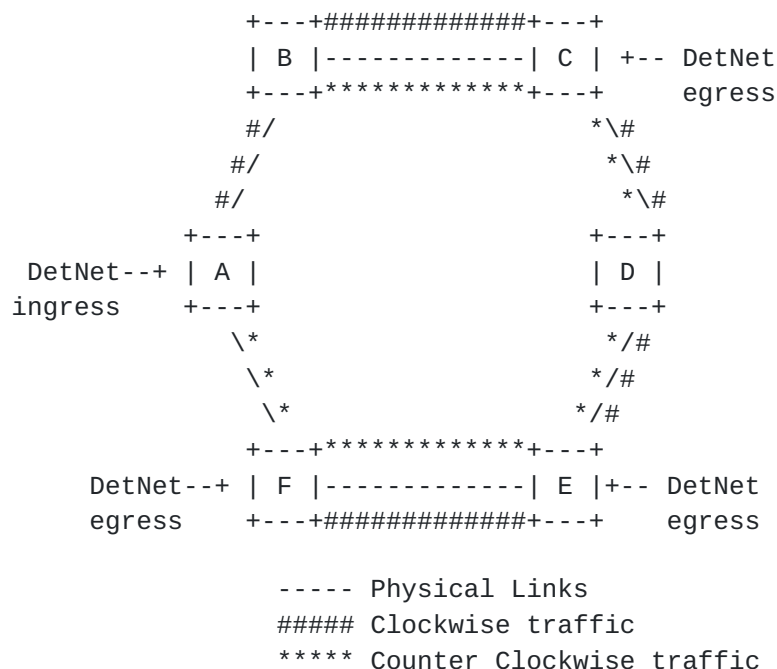 +---+#############+---+
| B |-------------| C | +-- DetNet
+---+*************+---+     egress
#/                    *\#
#/                      *\#
#/                        *\#
+---+                     +---+
DetNet--+ | A |                     | D |
ingress    +---+                     +---+
\*                      */#
\*                    */#
\*                  */#
+---+*************+---+
DetNet--+ | F |-------------| E |+-- DetNet
egress    +---+#############+---+    egress
----- Physical Links
##### Clockwise traffic
***** Counter Clockwise traffic